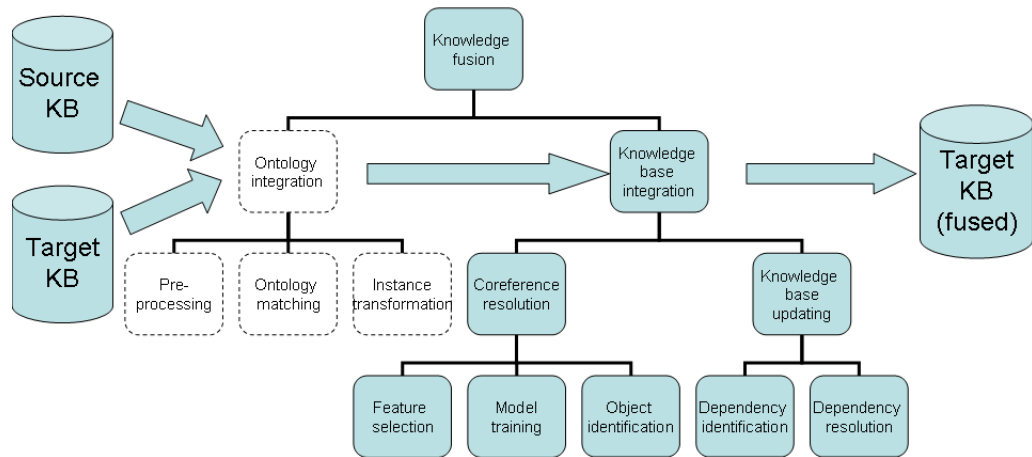 Source
KB
Target
KB
Knowledge
fusion
Ontology
integration
Knowledge
base
integration
Target
KB
(fused)
Pre-
processing
Ontology
matching
Instance
transformation
Coreference
resolution
Knowledge
base
updating
Feature
selection
Model
training
Object
identification
Dependency
identification
Dependency
resolution